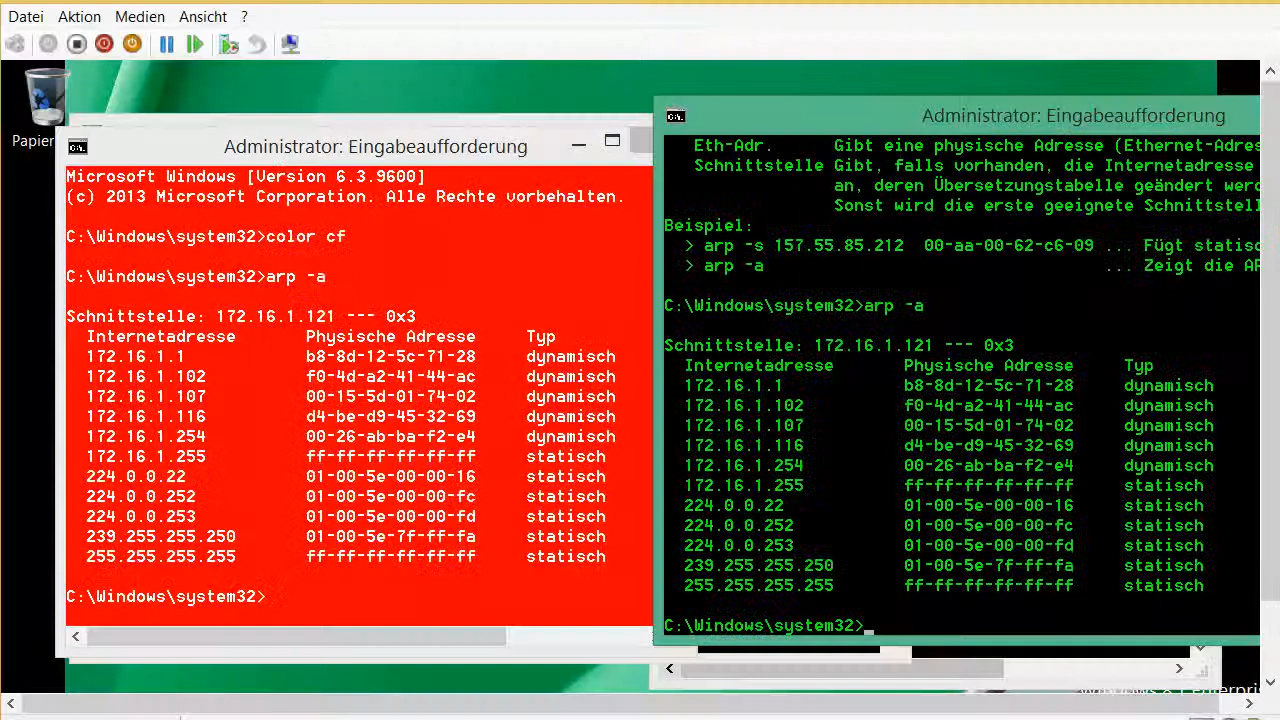 Datei Aktion Medien Ansicht ?
Papier
Administrator: Eingabeaufforderung
Microsoft Windows [Version 6.3.9600]
(c) 2013 Microsoft Corporation. Alle Rechte vorbehalten.
C:\Windows\system32>color cf
C:\Windows\system32>arp -a
Schnittstelle: 172.16.1.121 --- 0x3
Internetadresse Physische Adresse Typ
172.16.1.1 b8-8d-12-5c-71-28 dynamisch
172.16.1.102 f0-4d-a2-41-44-ac dynamisch
172.16.1.107 00-15-5d-01-74-02 dynamisch
172.16.1.116 d4-be-d9-45-32-69 dynamisch
172.16.1.254 00-26-ab-ba-f2-e4 dynamisch
172.16.1.255 ff-ff-ff-ff-ff-ff statisch
224.0.0.22 01-00-5e-00-00-16 statisch
224.0.0.252 01-00-5e-00-00-fc statisch
224.0.0.253 01-00-5e-00-00-fd statisch
239.255.255.250 01-00-5e-7f-ff-fa statisch
255.255.255.255 ff-ff-ff-ff-ff-ff statisch
C:\Windows\system32>
Administrator: Eingabeaufforderung
Eth-Adr. Gibt eine physische Adresse (Ethernet-Adres
Schnittstelle Gibt, falls vorhanden, die Internetadresse
an, deren Übersetzungstabelle geändert werd
Sonst wird die erste geeignete Schnittstell
Beispiel:
> arp -s 157.55.85.212 00-aa-00-62-c6-09 ... Fügt statisc
> arp -a ... Zeigt die AR
C:\Windows\system32>arp -a
Schnittstelle: 172.16.1.121 --- 0x3
Internetadresse Physische Adresse Typ
172.16.1.1 b8-8d-12-5c-71-28 dynamisch
172.16.1.102 f0-4d-a2-41-44-ac dynamisch
172.16.1.107 00-15-5d-01-74-02 dynamisch
172.16.1.116 d4-be-d9-45-32-69 dynamisch
172.16.1.254 00-26-ab-ba-f2-e4 dynamisch
172.16.1.255 ff-ff-ff-ff-ff-ff statisch
224.0.0.22 01-00-5e-00-00-16 statisch
224.0.0.252 01-00-5e-00-00-fc statisch
224.0.0.253 01-00-5e-00-00-fd statisch
239.255.255.250 01-00-5e-7f-ff-fa statisch
255.255.255.255 ff-ff-ff-ff-ff-ff statisch
C:\Windows\system32>